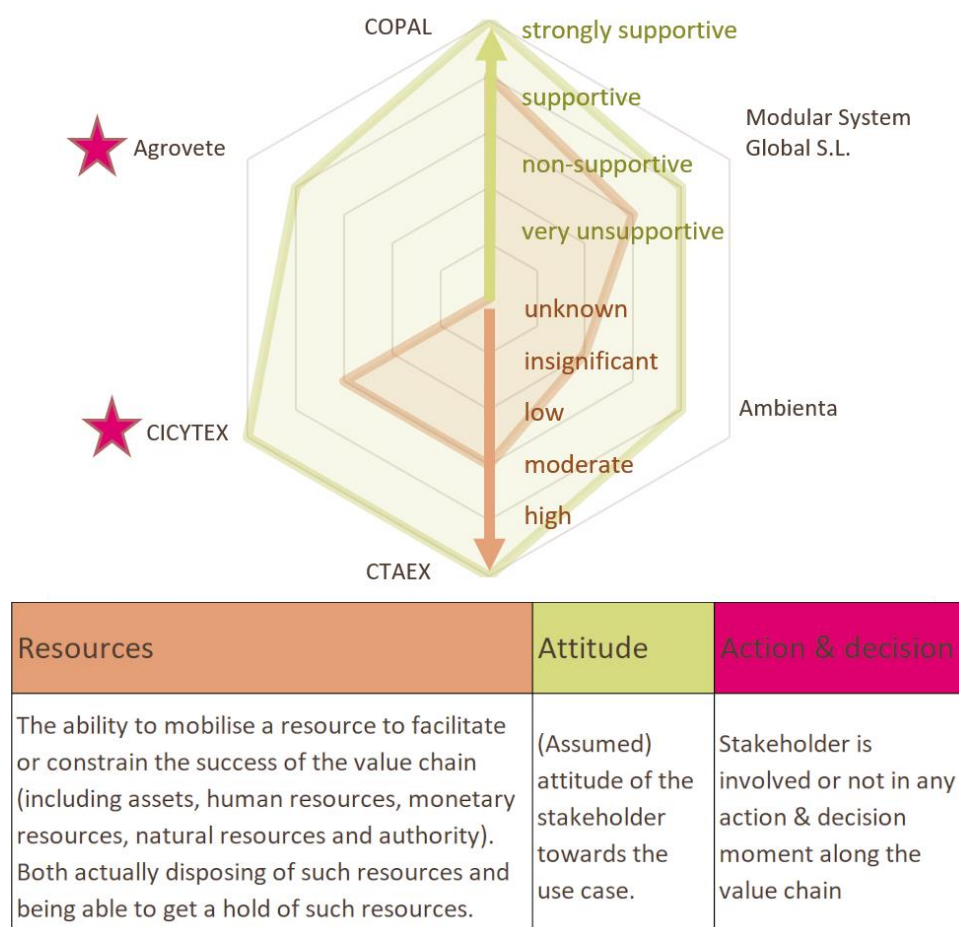 COPAL
strongly supportive
supportive
Modular System
Global S.L.
Agrovete
non-supportive
very unsupportive
unknown
insignificant
low
Ambienta
CICYTEX
moderate
high
CTAEX
Resources
Attitude
Action & decision
The ability to mobilise a resource to facilitate
or constrain the success of the value chain
(including assets, human resources, monetary
resources, natural resources and authority).
Both actually disposing of such resources and
being able to get a hold of such resources.
(Assumed)
attitude of the
stakeholder
towards the
use case.
Stakeholder is
involved or not in any
action & decision
moment along the
value chain